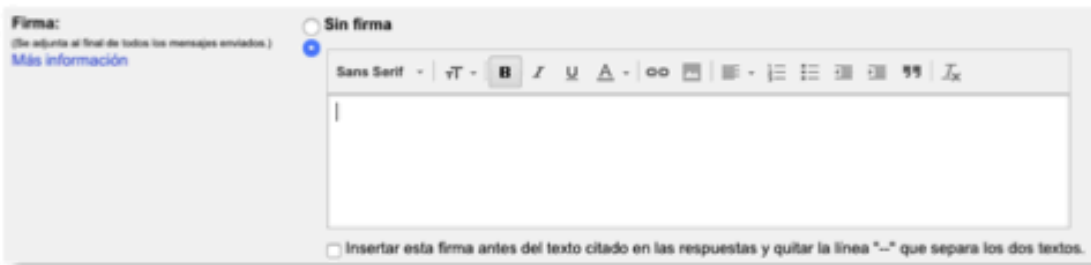 Firma:
(Se adjunta al final de todos los mensajes enviados.)
Más información
Sin firma
Sans Serif
B I U A
Insertar esta firma antes del texto citado en las respuestas y quitar la línea "--" que separa los dos textos.